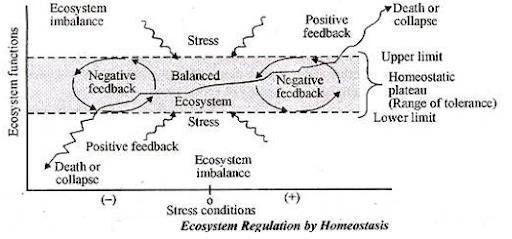 Ecosystem
imbalance
Positive
feedback
Death or
collapse
Stress
Upper limit
Negative
feedback
Balanced
Negative
feedback
Homeostatic
plateau
(Range of tolerance)
Ecosystem
Stress
Lower limit
Positive feedback
Death or
collapse
Ecosystem
imbalance
Ecosystem functions
(-)
o
(+)
Stress conditions
Ecosystem Regulation by Homeostasis